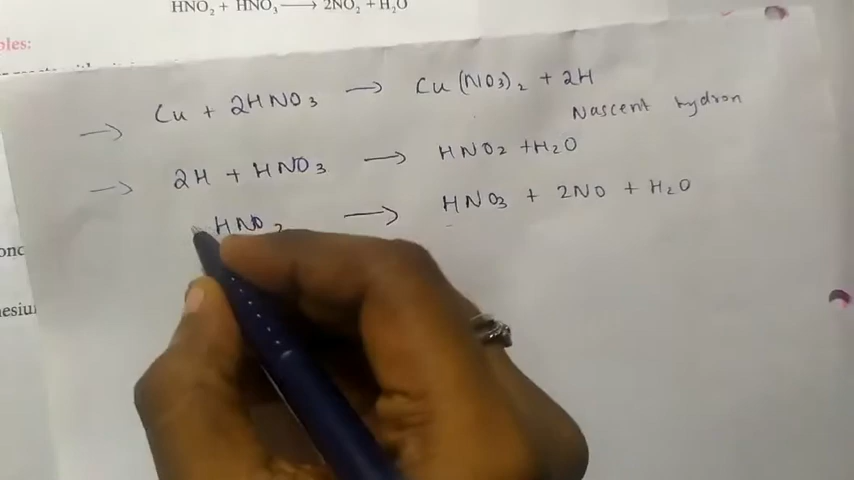 HNO₂ + HNO₃ ⟶ 2NO₂ + H₂O
ples:
→ Cu + 2HNO₃ → Cu(NO₃)₂ + 2H
Nascent hydron
→ 2H + HNO₃ → HNO₂ + H₂O
HNO₂ → HNO₃ + 2NO + H₂O
onc
nesiu